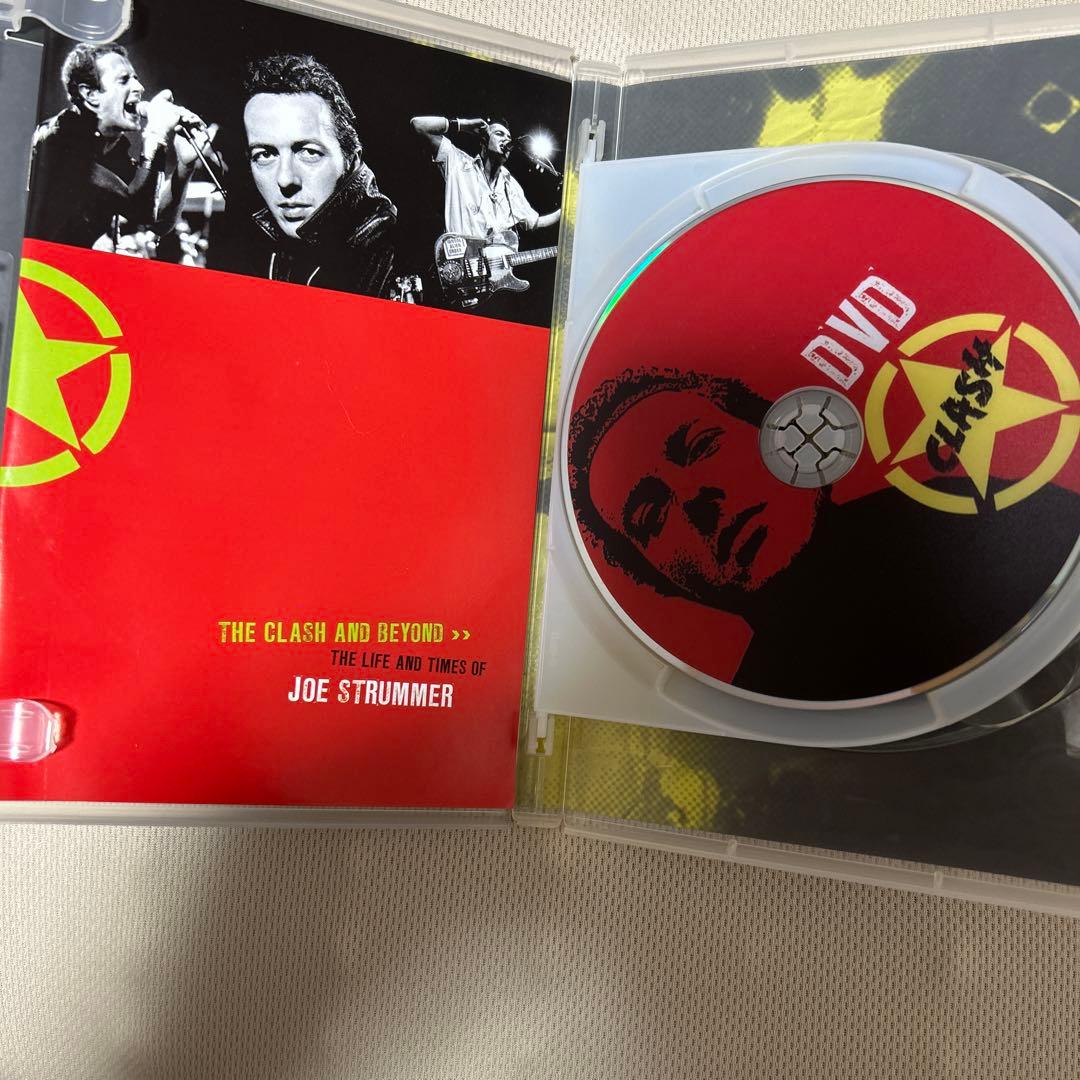 THE CLASH AND BEYOND >>
THE LIFE AND TIMES OF
JOE STRUMMER
DVD
CLASH